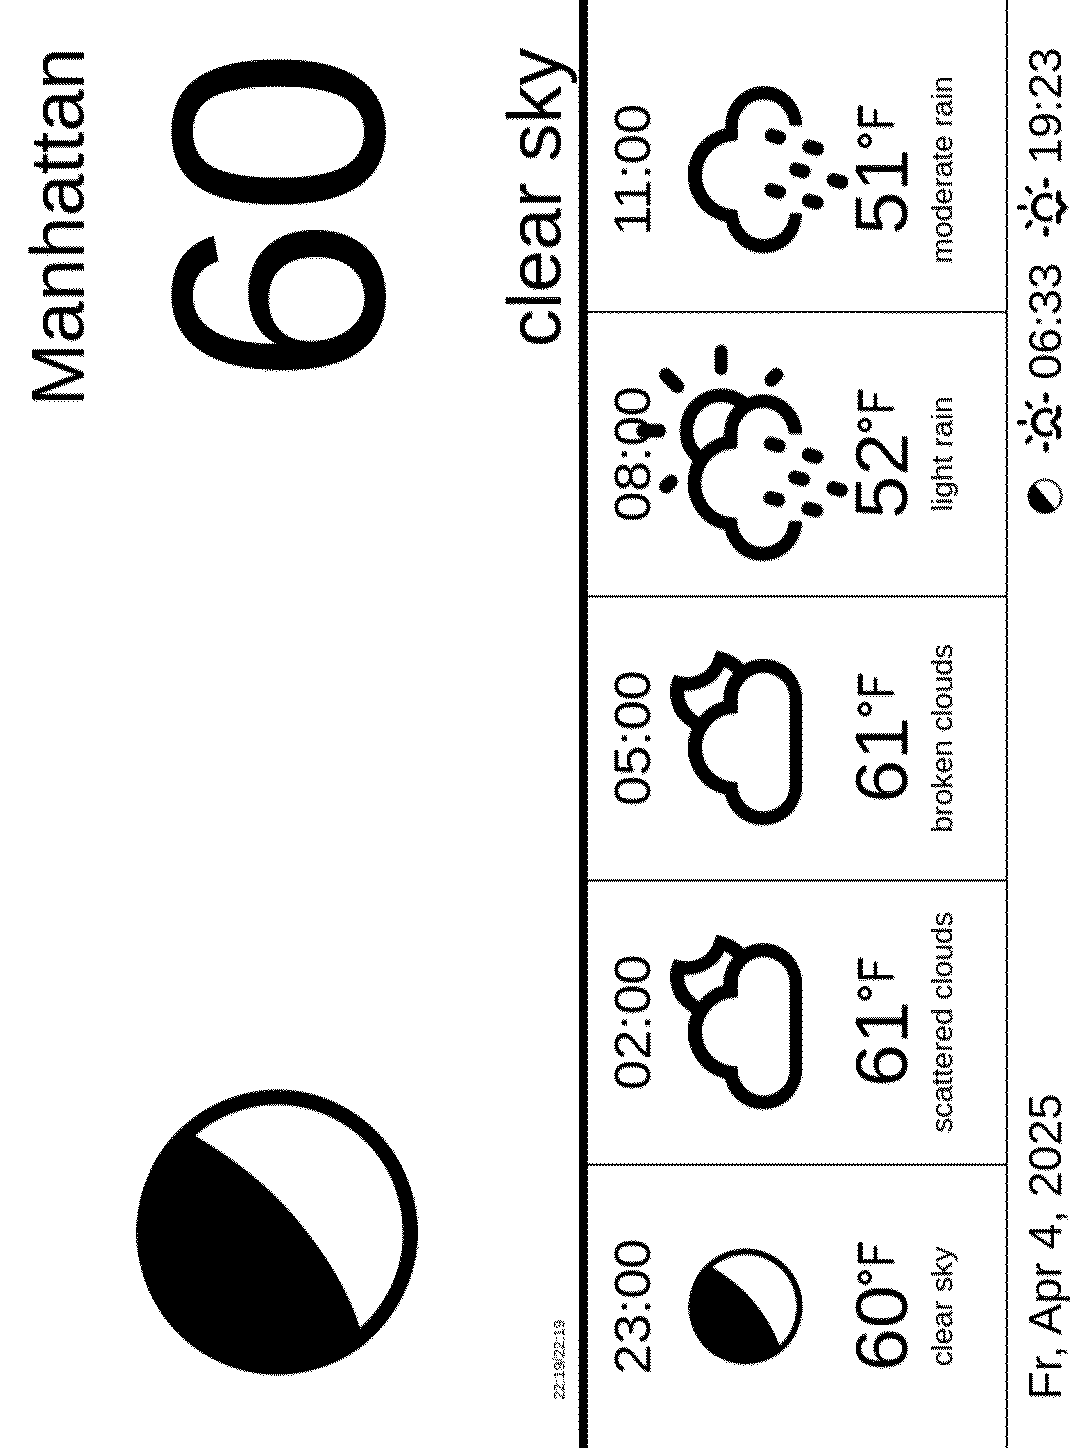 Manhattan
60
clear sky
22:19/22:19
23:00
60°F
clear sky
02:00
61°F
scattered clouds
05:00
61°F
broken clouds
08:00
52°F
light rain
11:00
51°F
moderate rain
Fr, Apr 4, 2025
06:33 19:23